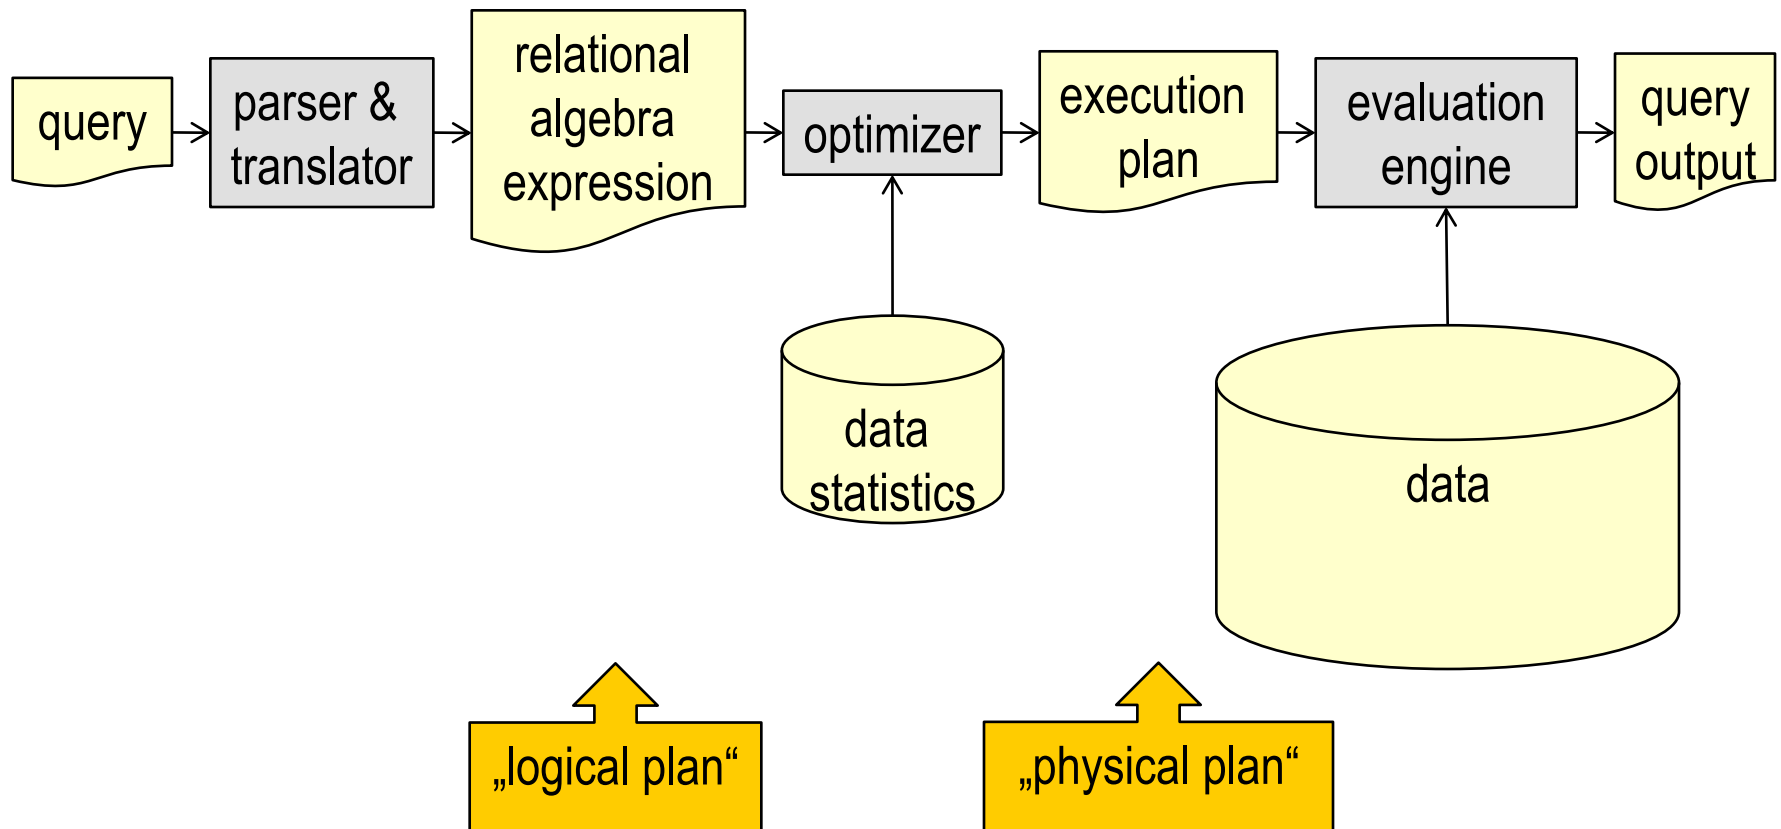 query
parser &
translator
relational
algebra
expression
optimizer
execution
plan
evaluation
engine
query
output
data
statistics
data
„logical plan“
„physical plan“